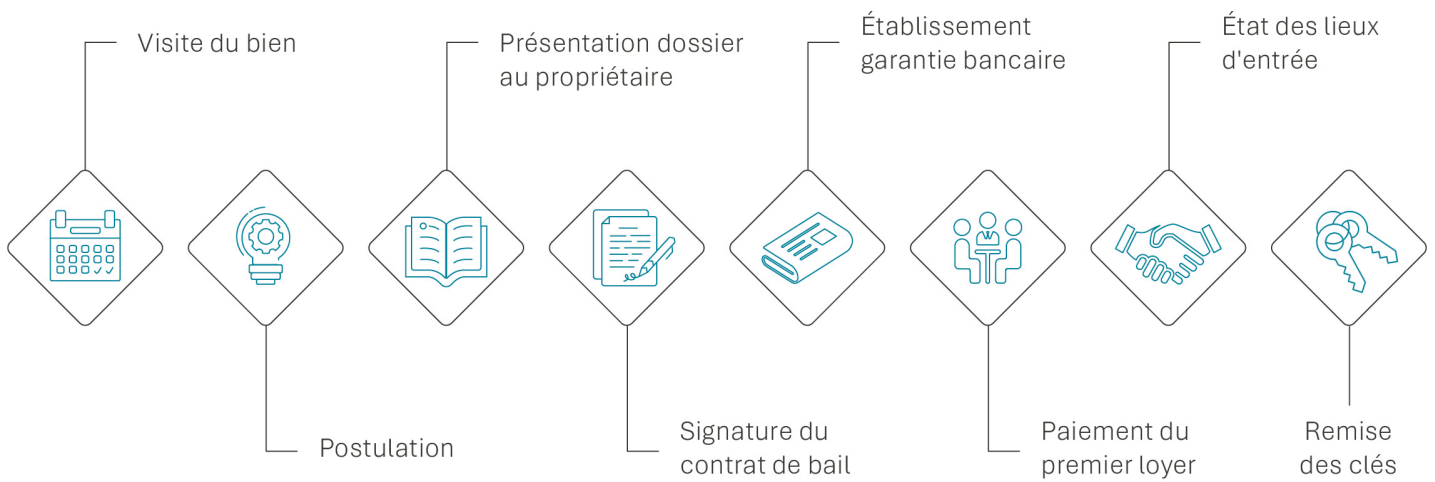 Visite du bien
Postulation
Présentation dossier
au propriétaire
Signature du
contrat de bail
Établissement
garantie bancaire
Paiement du
premier loyer
État des lieux
d'entrée
Remise
des clés